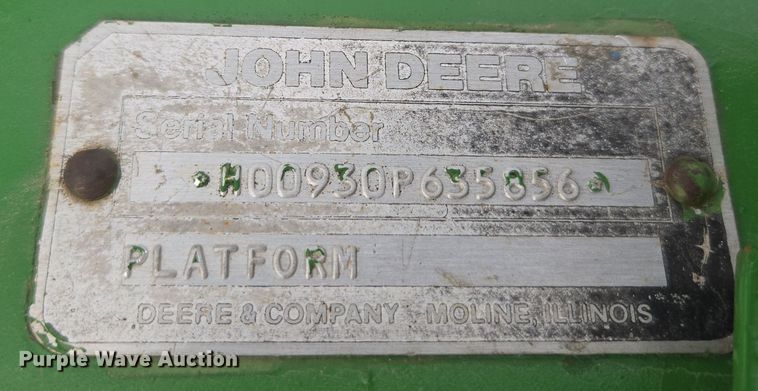 JOHN DEERE
Serial Number
*H00930P635856*
PLATFORM
DEERE & COMPANY MOLINE, ILLINOIS
Purple Wave Auction